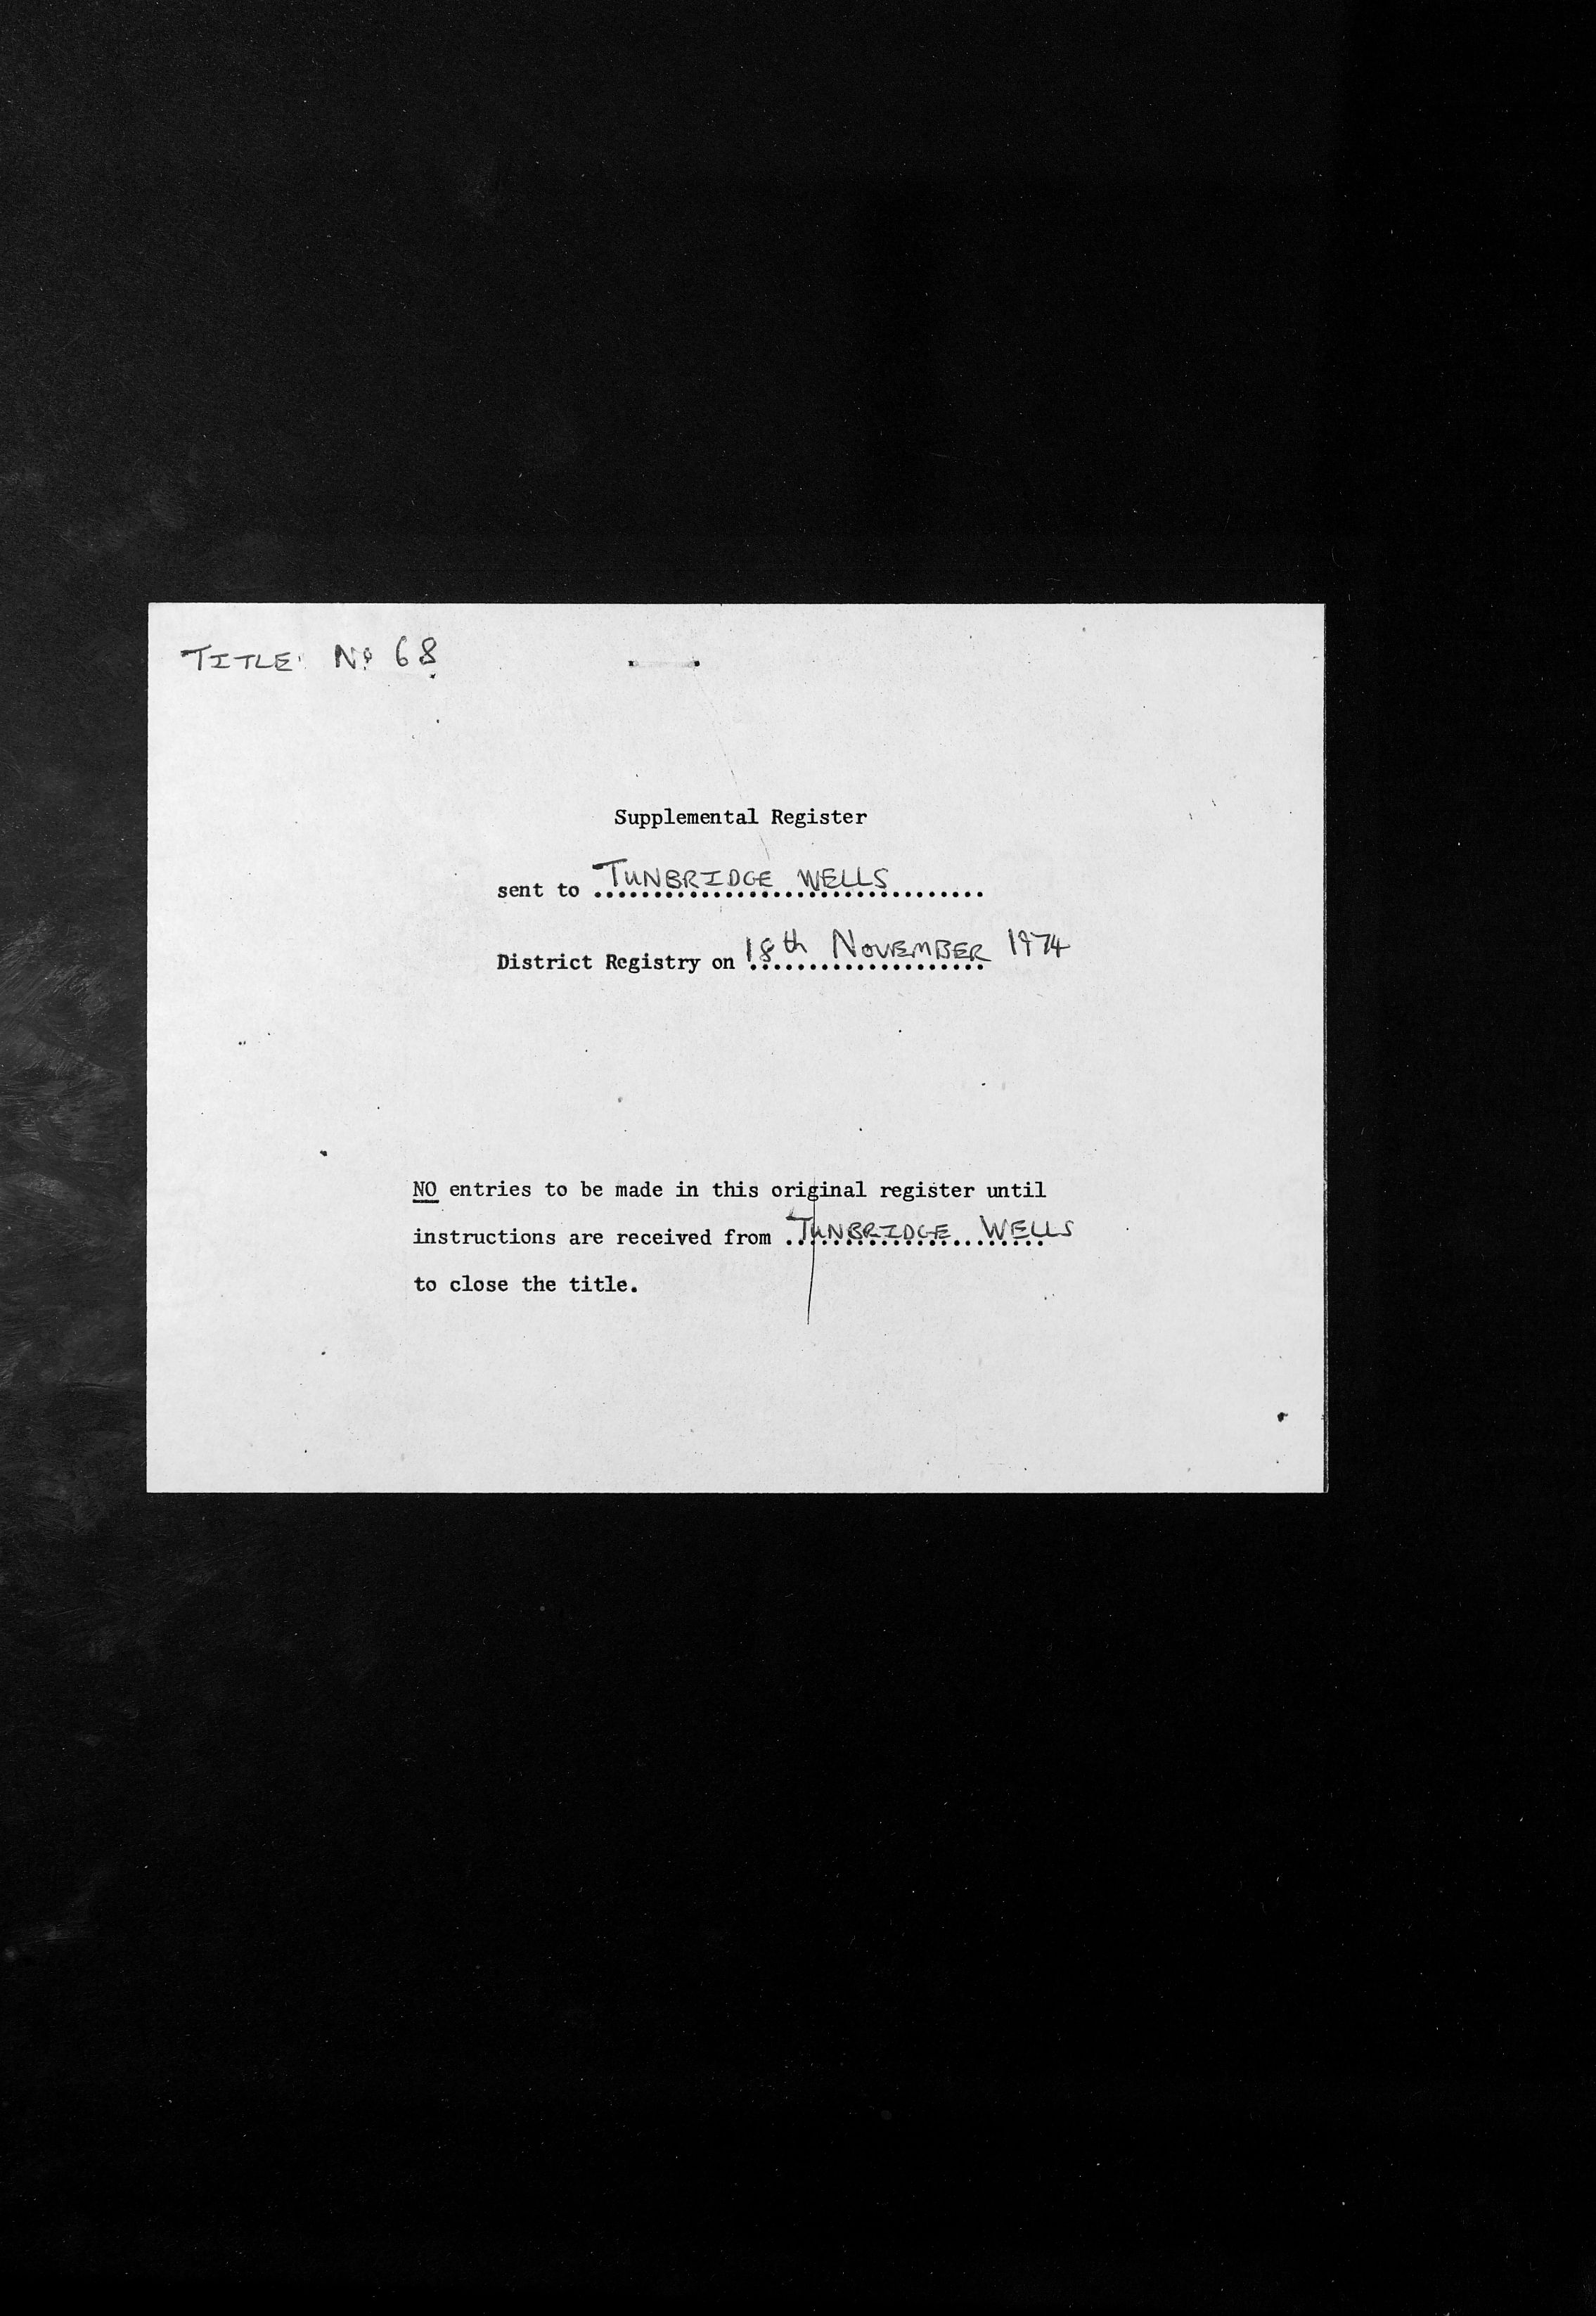 TITLE: Nº 68
Supplemental Register
sent to TUNBRIDGE WELLS
District Registry on 18th NOVEMBER 1974
NO entries to be made in this original register until
instructions are received from TUNBRIDGE WELLS
to close the title.